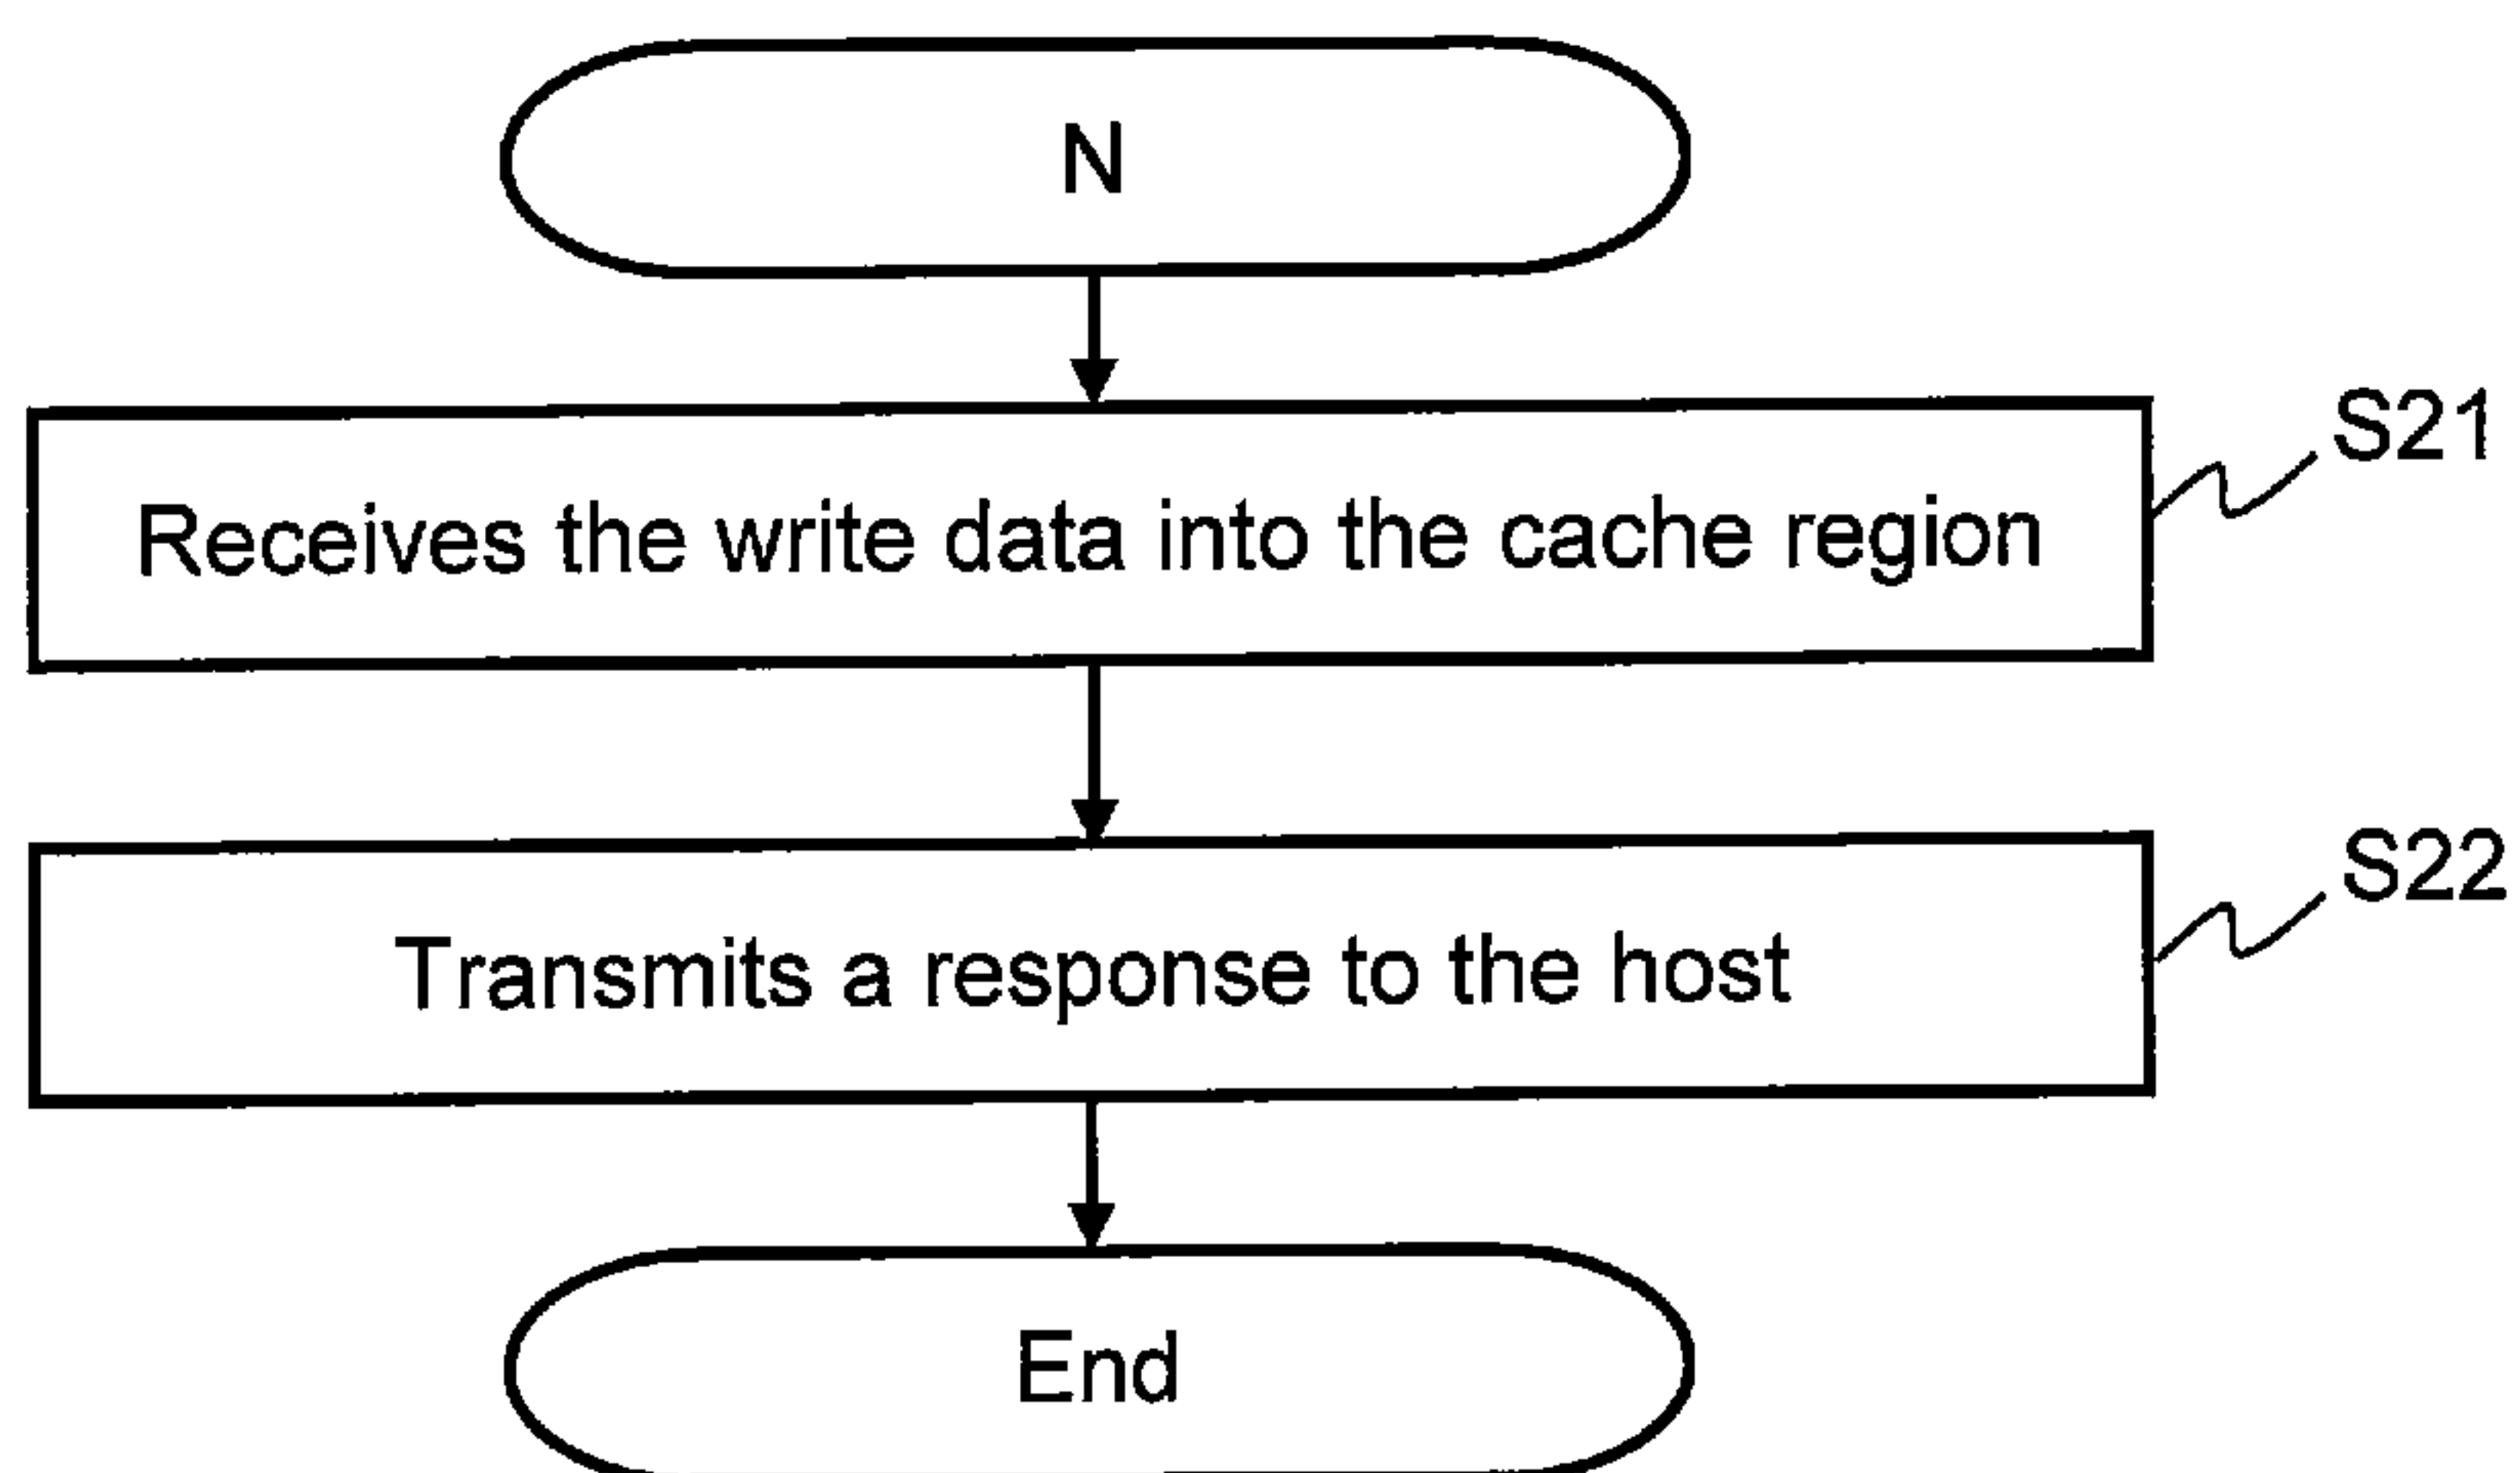 N
S21
Receives the write data into the cache region
S22
Transmits a response to the host
End